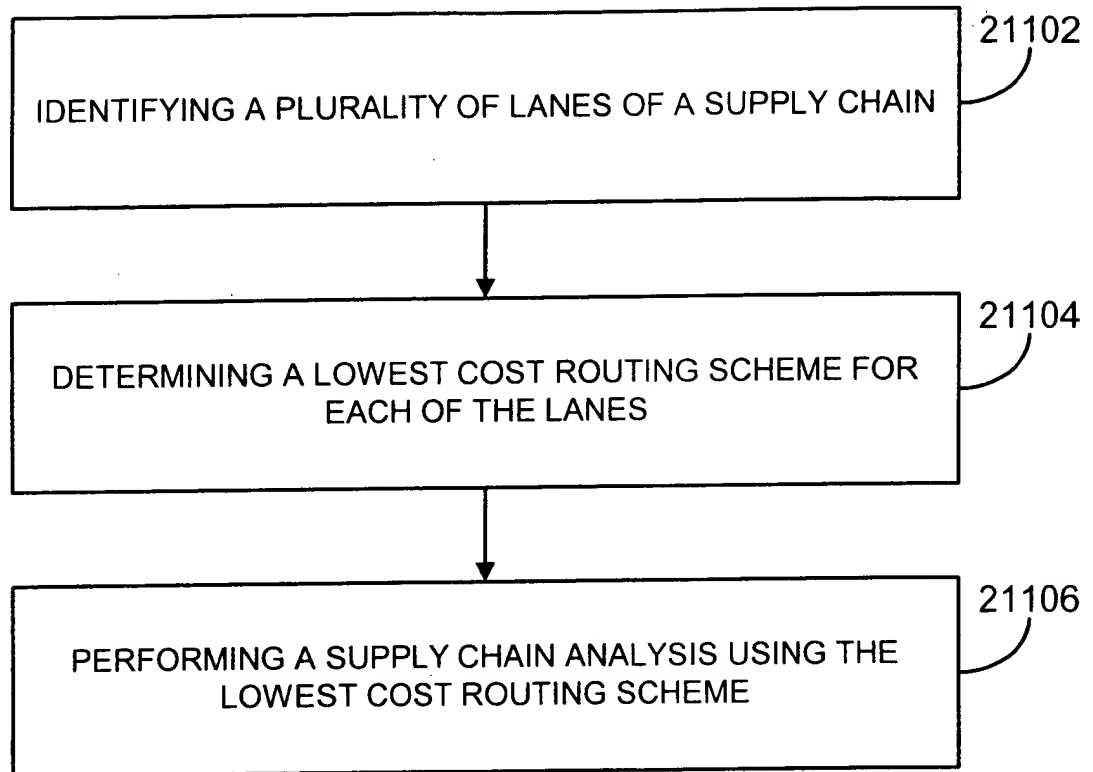 21102
IDENTIFYING A PLURALITY OF LANES OF A SUPPLY CHAIN
21104
DETERMINING A LOWEST COST ROUTING SCHEME FOR
EACH OF THE LANES
21106
PERFORMING A SUPPLY CHAIN ANALYSIS USING THE
LOWEST COST ROUTING SCHEME